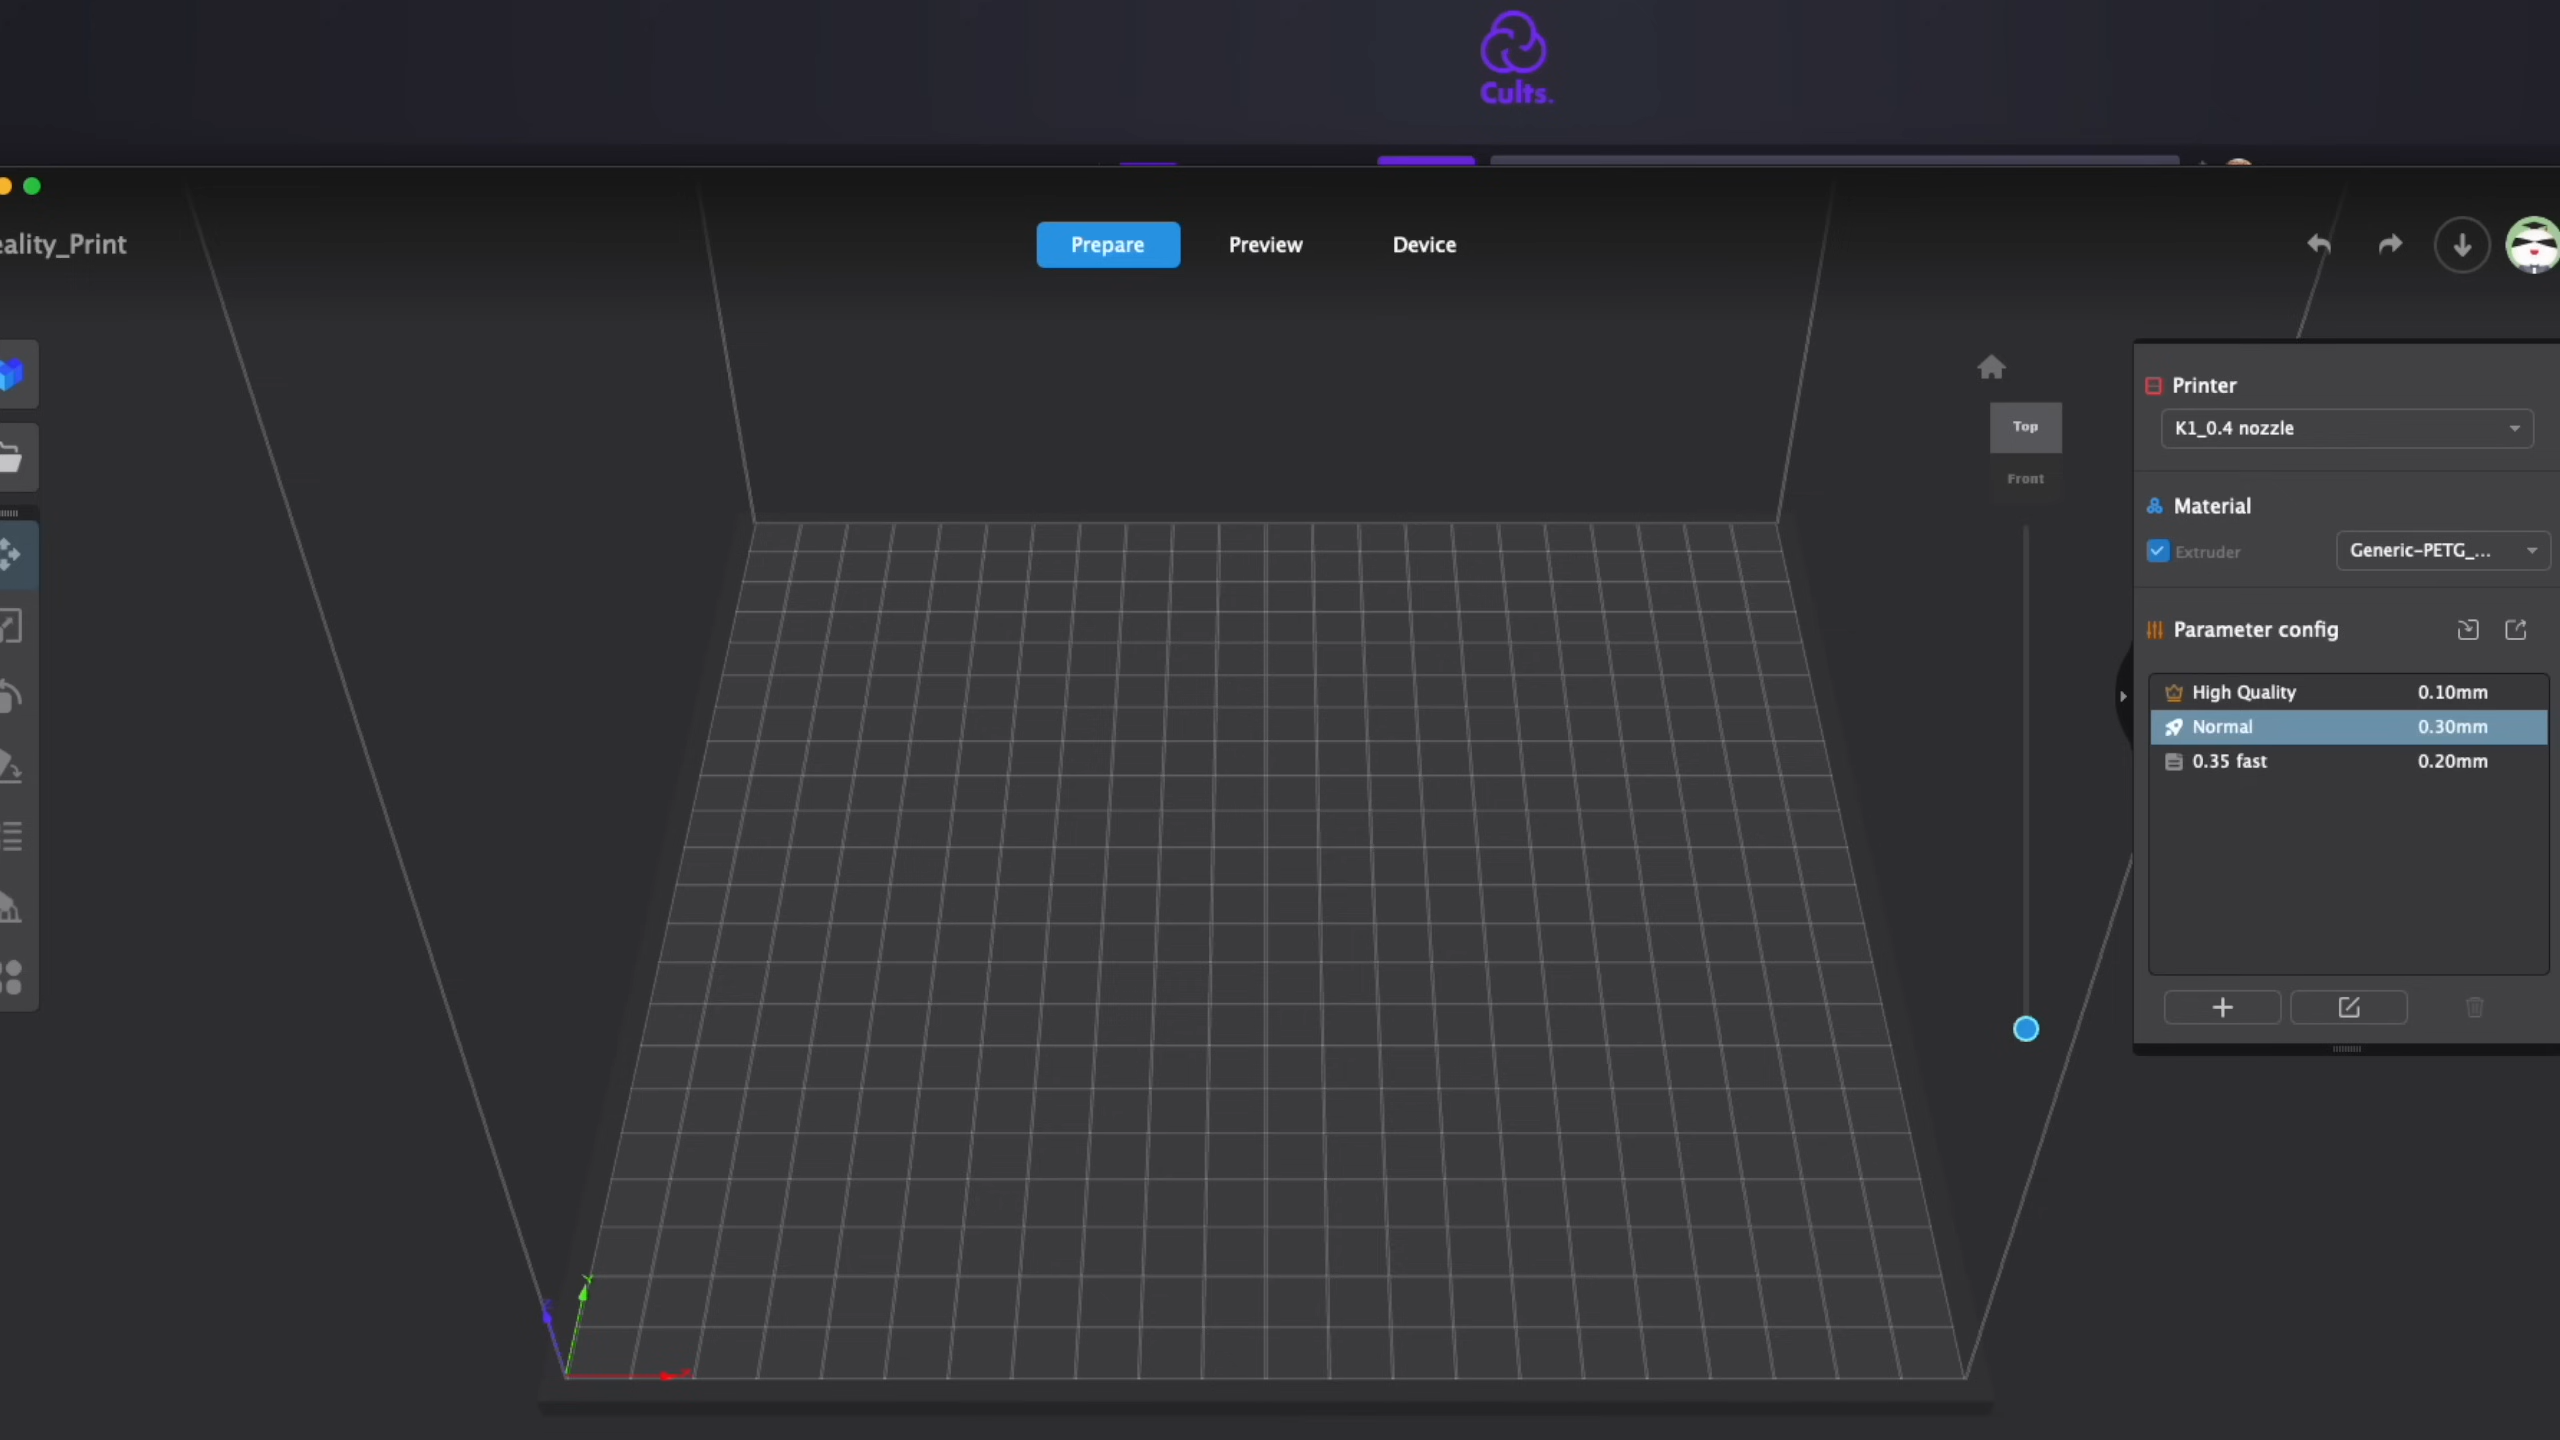 Cults.
eality_Print
Prepare
Preview
Device
Top
Front
Printer
K1_0.4 nozzle
Material
Extruder
Generic-PETG_...
Parameter config
High Quality 0.10mm
Normal 0.30mm
0.35 fast 0.20mm
Y